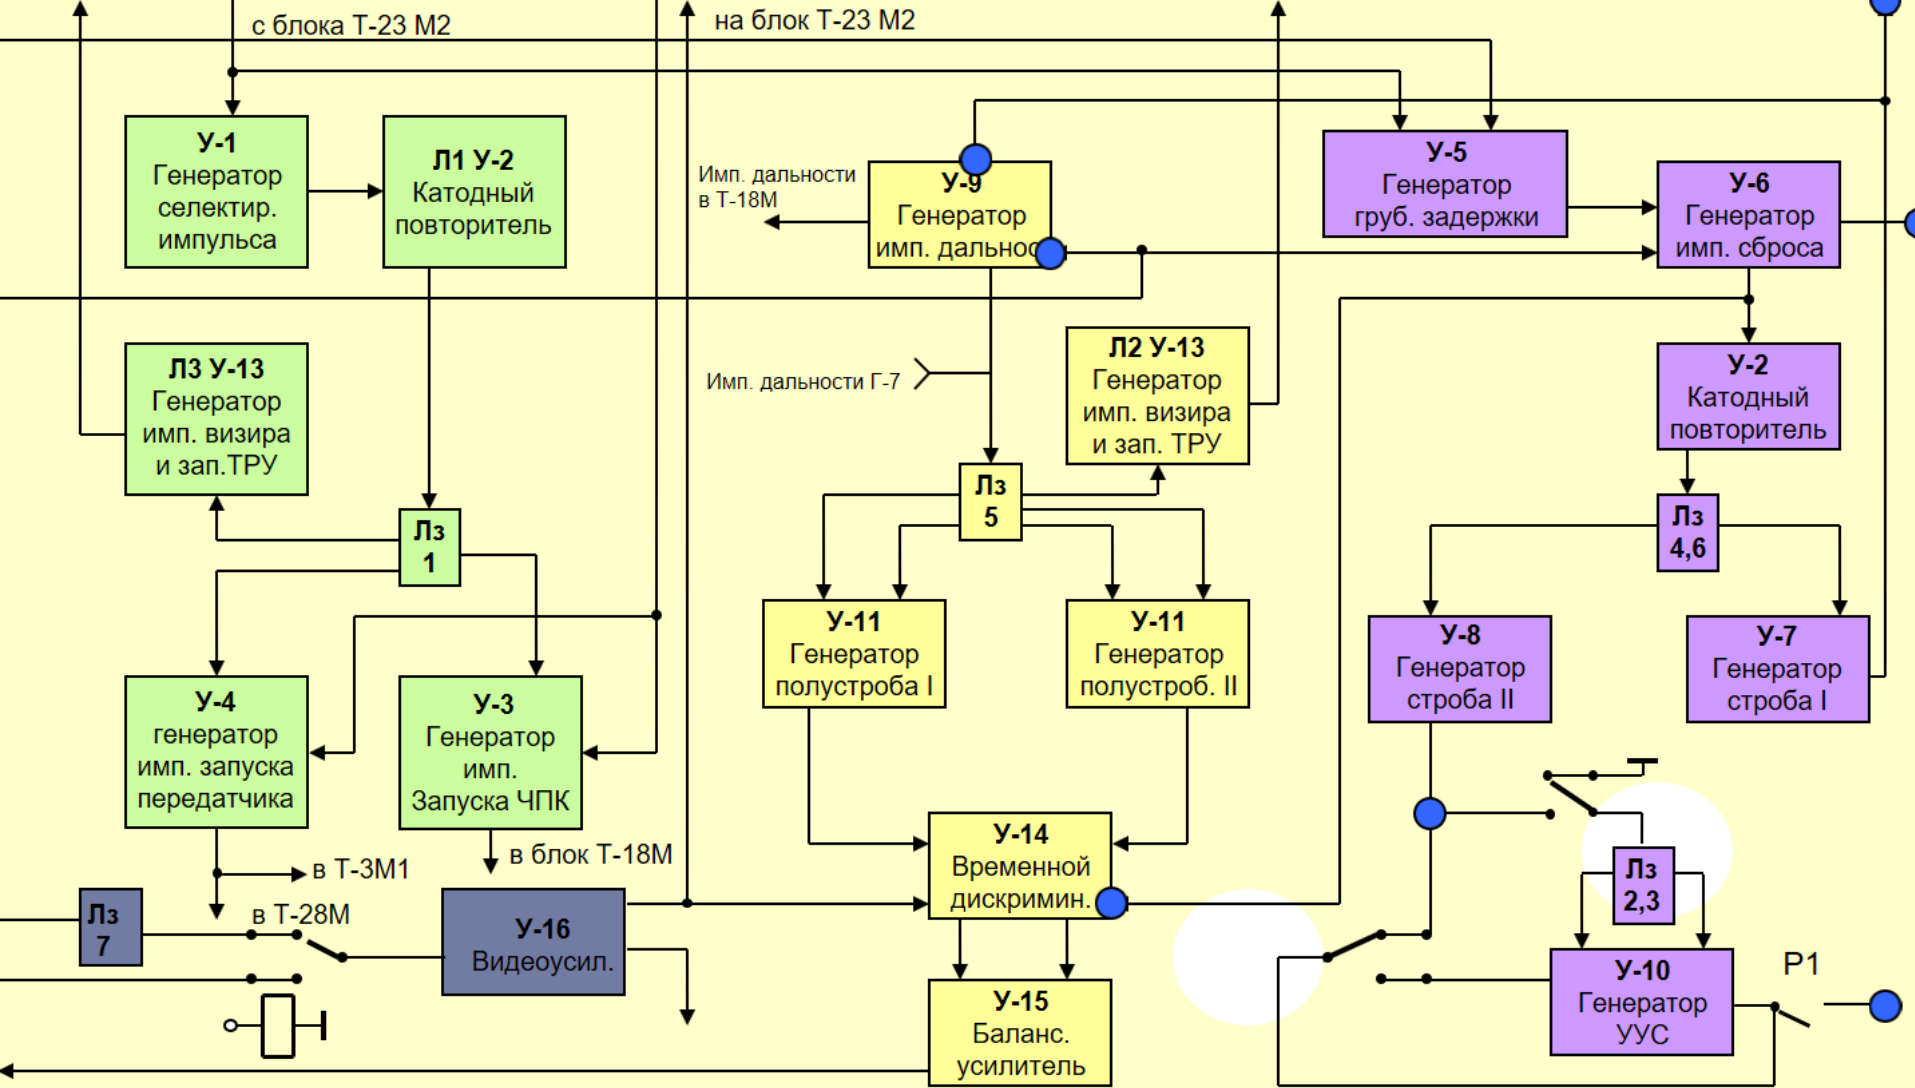 с блока Т-23 М2
на блок Т-23 М2
У-1
Генератор
селектир.
импульса
Л1 У-2
Катодный
повторитель
Имп. дальности
в Т-18М
У-9
Генератор
имп. дальнос
У-5
Генератор
груб. задержки
У-6
Генератор
имп. сброса
Л3 У-13
Генератор
имп. визира
и зап.ТРУ
Имп. дальности Г-7
Л2 У-13
Генератор
имп. визира
и зап. ТРУ
У-2
Катодный
повторитель
Лз
1
Лз
5
Лз
4,6
У-11
Генератор
полустроба I
У-11
Генератор
полустроб. II
У-8
Генератор
строба II
У-7
Генератор
строба I
У-4
генератор
имп. запуска
передатчика
У-3
Генератор
имп.
Запуска ЧПК
в блок Т-18М
в Т-3М1
в Т-28М
Лз
7
У-16
Видеоусил.
У-14
Временной
дискримин.
Лз
2,3
У-15
Баланс.
усилитель
У-10
Генератор
УУС
Р1